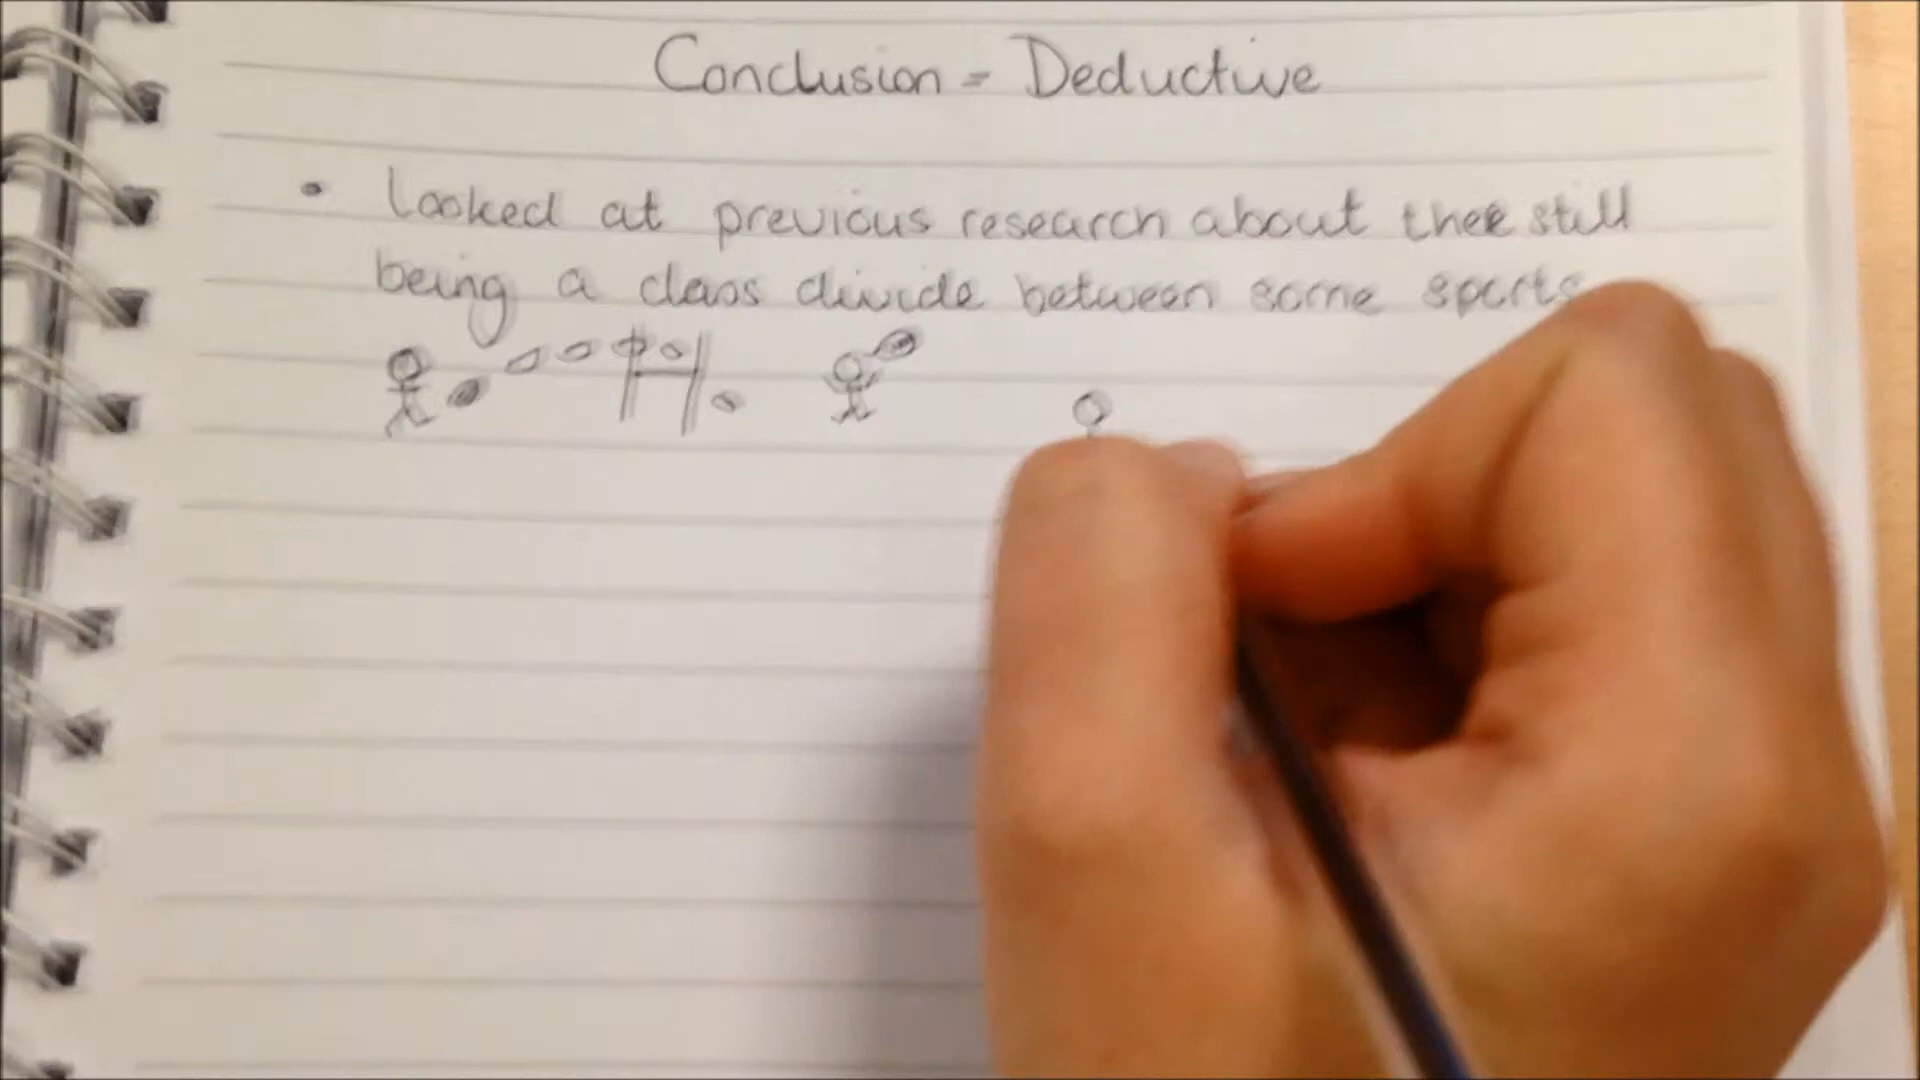 Conclusion = Deductive
• Looked at previous research about thee still
being a class divide between some sports